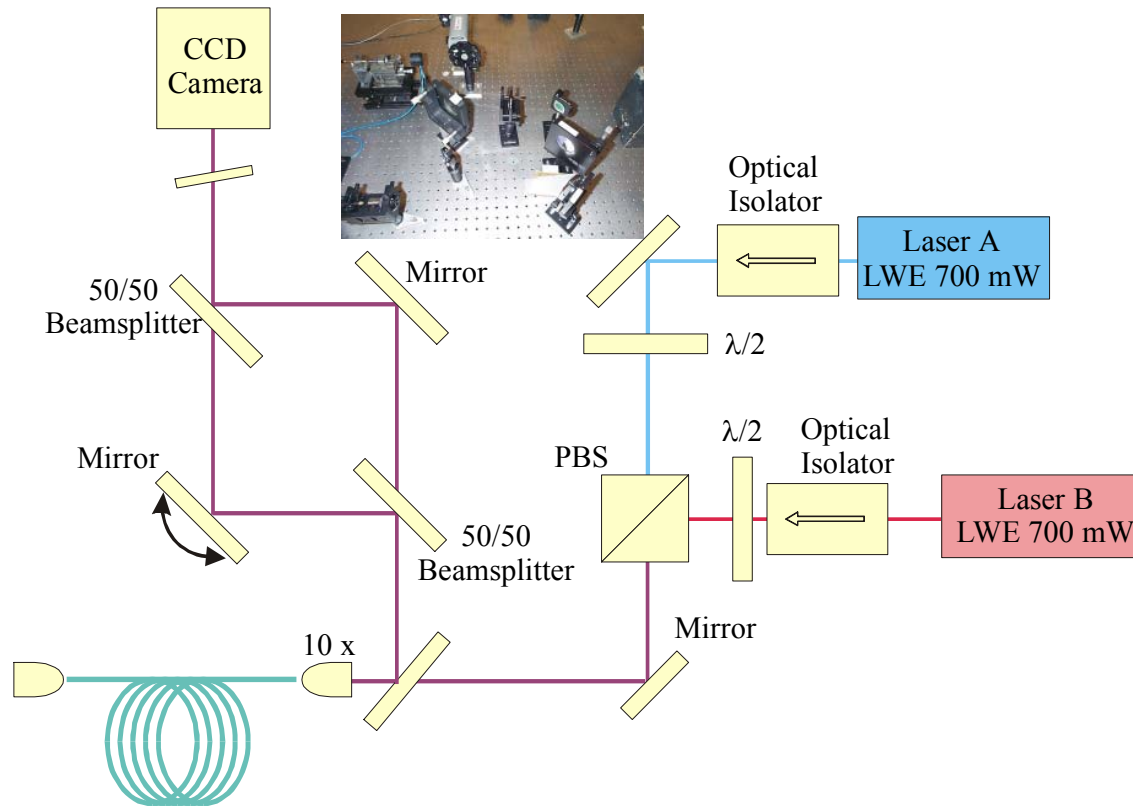 CCD
Camera
Optical
Isolator
Laser A
LWE 700 mW
Mirror
50/50
Beamsplitter
λ/2
λ/2
Optical
Isolator
PBS
Mirror
Laser B
LWE 700 mW
50/50
Beamsplitter
Mirror
10 x